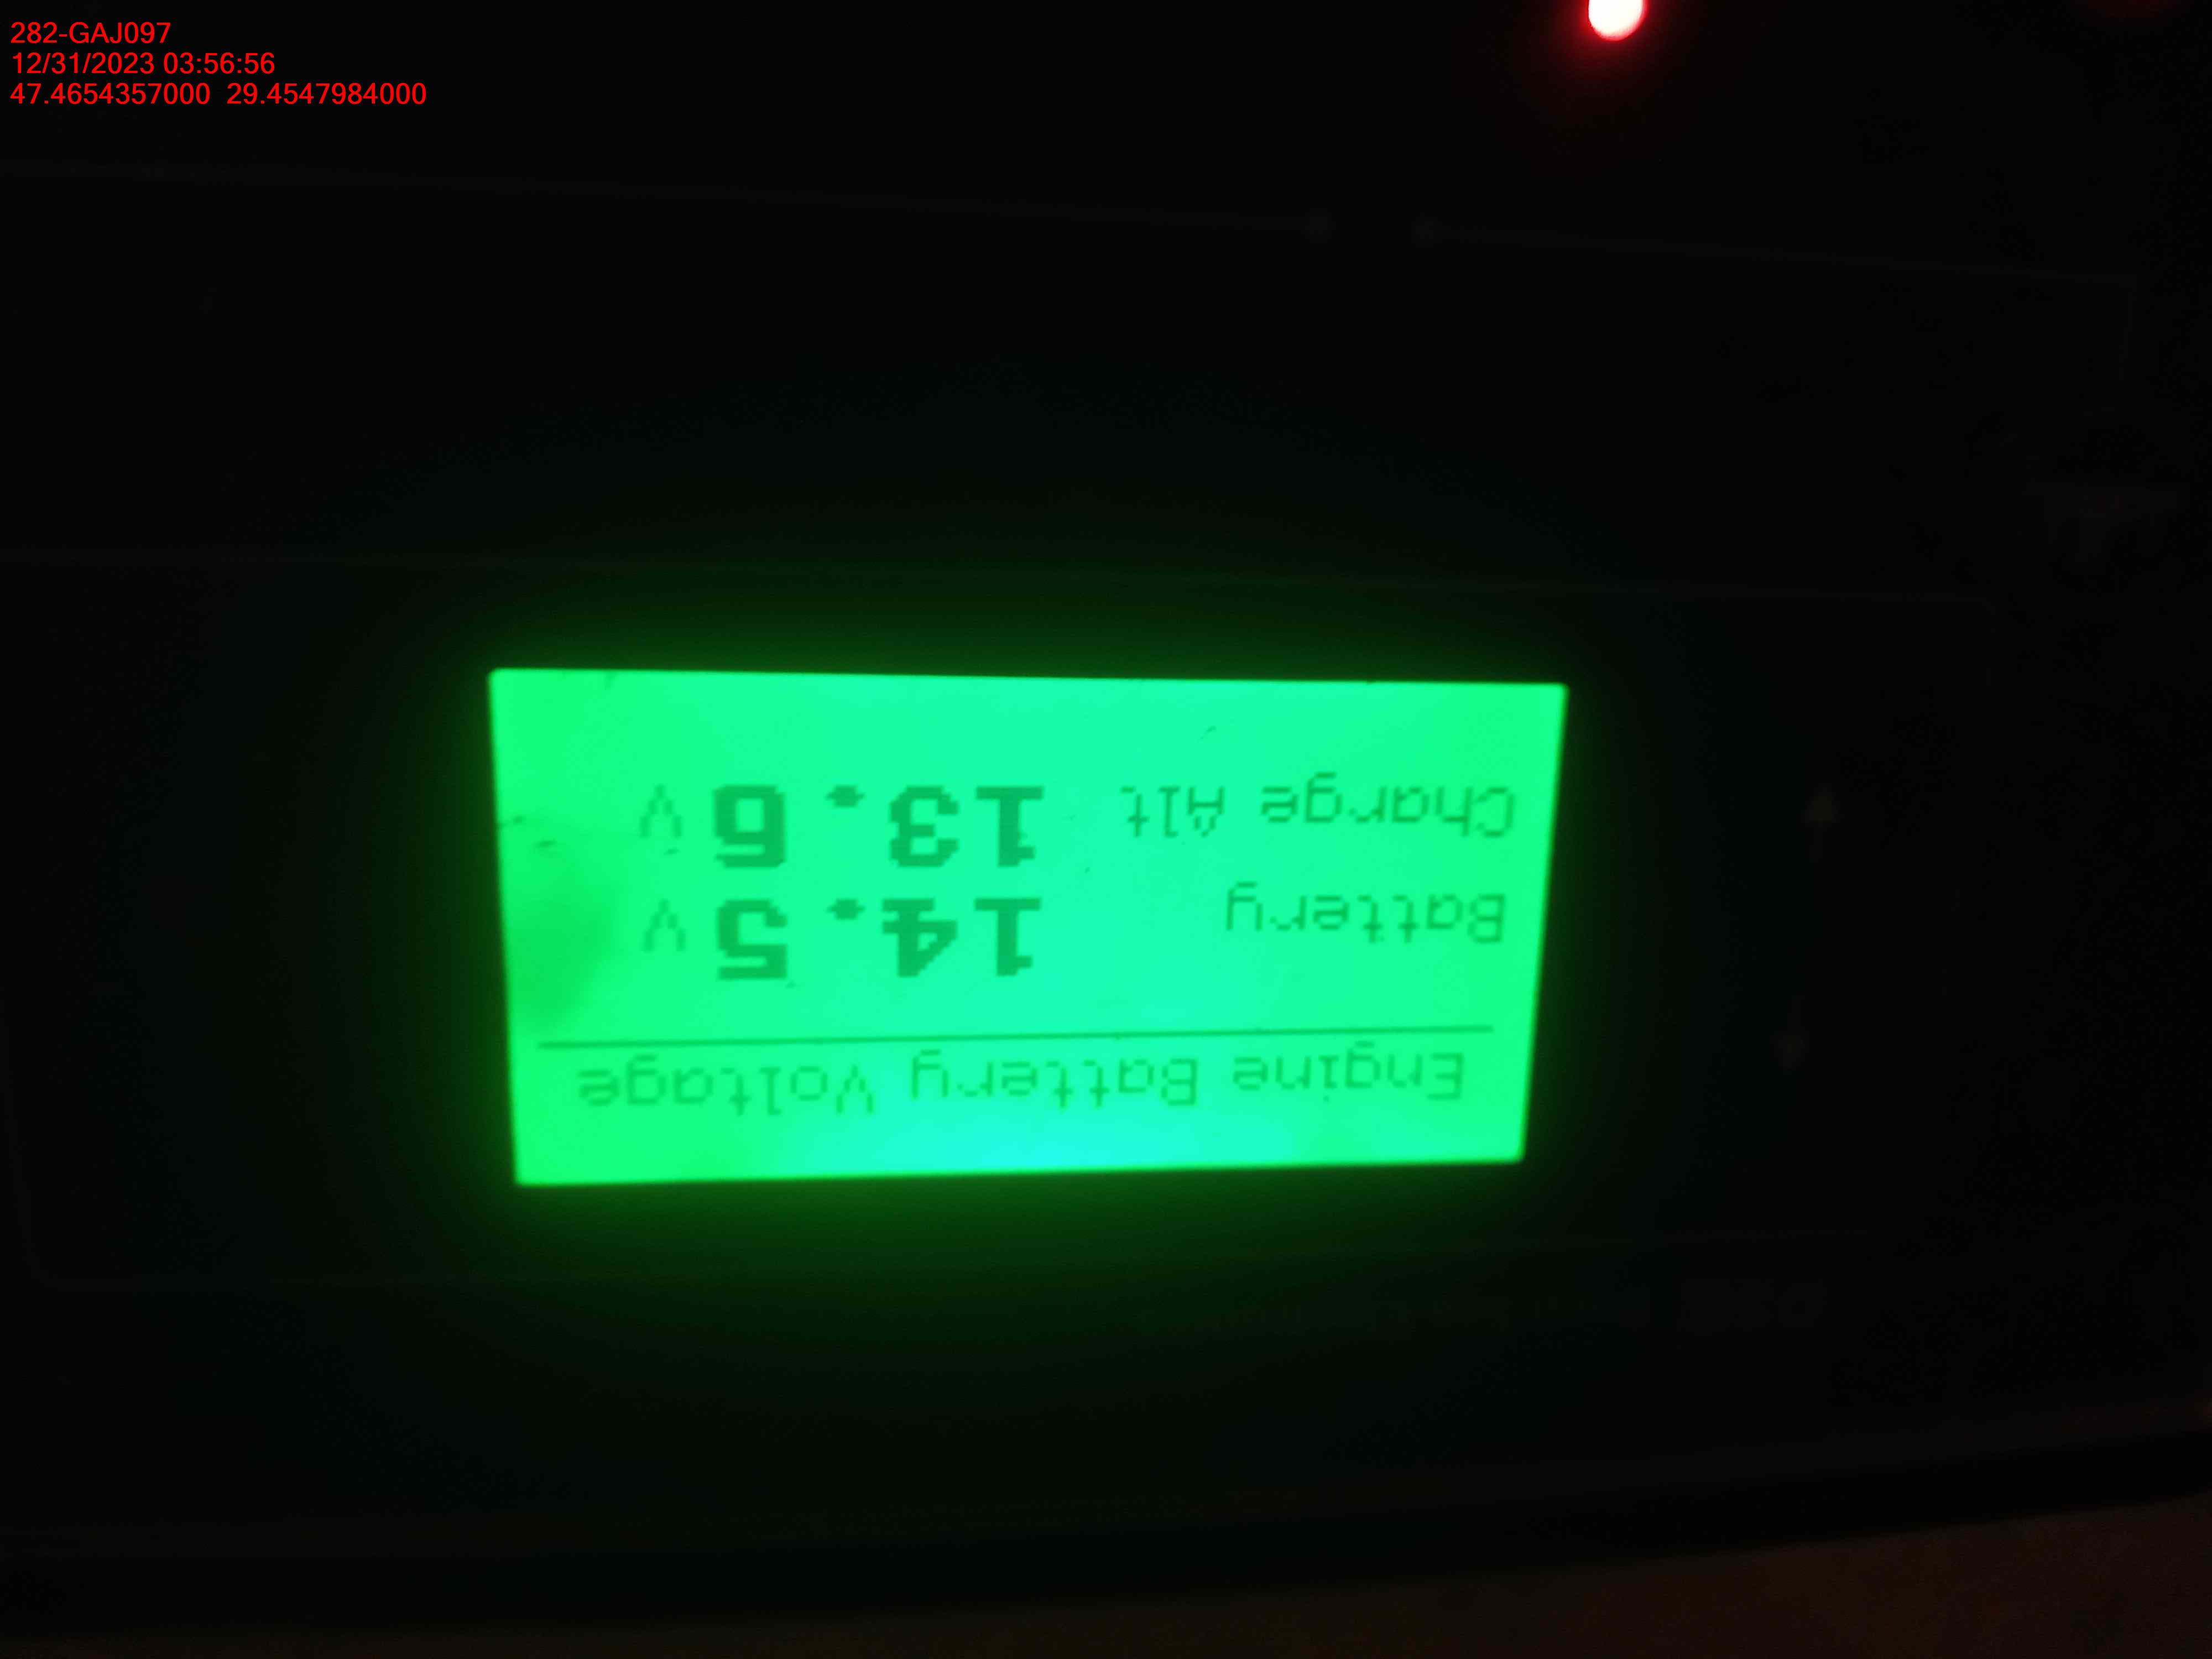 282-GAJ097
12/31/2023 03:56:56
47.4654357000 29.4547984000
Engine Battery Voltage
Battery 14.5 V
Charge Alt 13.6 V